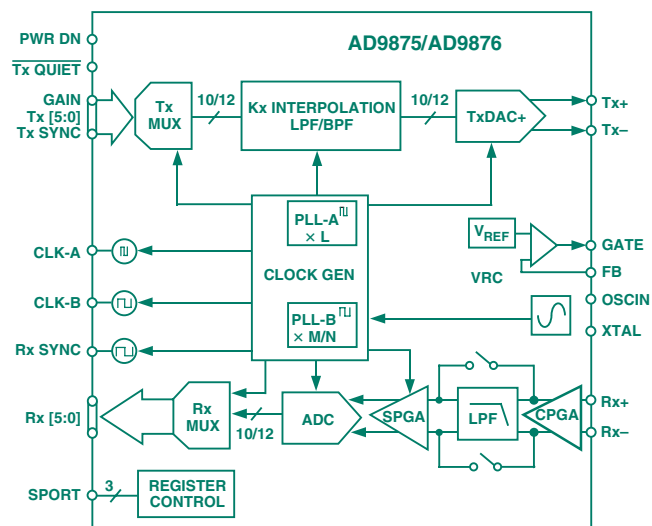 AD9875/AD9876
PWR DN
Tx QUIET
GAIN
Tx [5:0]
Tx SYNC
Tx
MUX
10/12
Kx INTERPOLATION
LPF/BPF
10/12
TxDAC+
Tx+
Tx–
PLL-A
× L
CLOCK GEN
PLL-B
× M/N
CLK-A
CLK-B
Rx SYNC
VREF
VRC
GATE
FB
OSCIN
XTAL
Rx [5:0]
Rx
MUX
10/12
ADC
SPGA
LPF
CPGA
Rx+
Rx–
SPORT
3
REGISTER
CONTROL